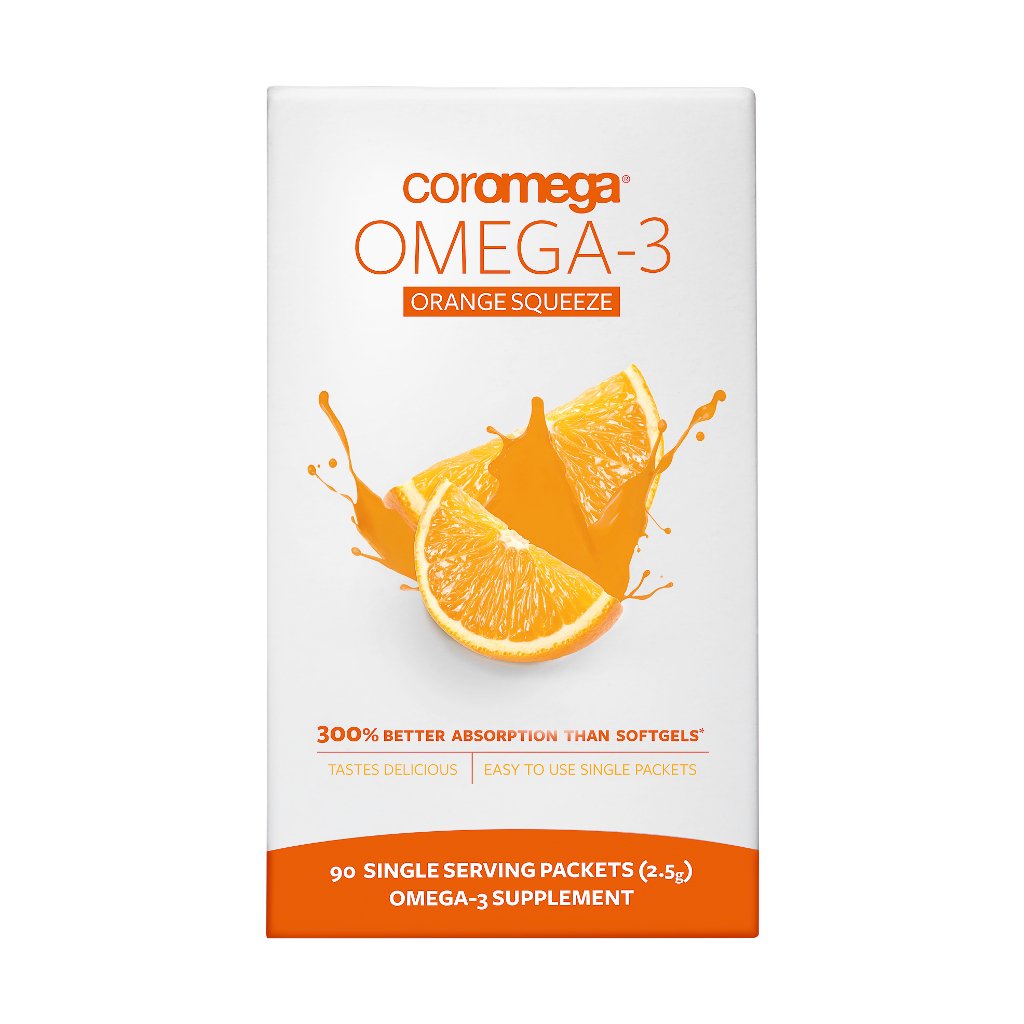 coromega®
OMEGA-3
ORANGE SQUEEZE
300% BETTER ABSORPTION THAN SOFTGELS*
TASTES DELICIOUS | EASY TO USE SINGLE PACKETS
90 SINGLE SERVING PACKETS (2.5g)
OMEGA-3 SUPPLEMENT